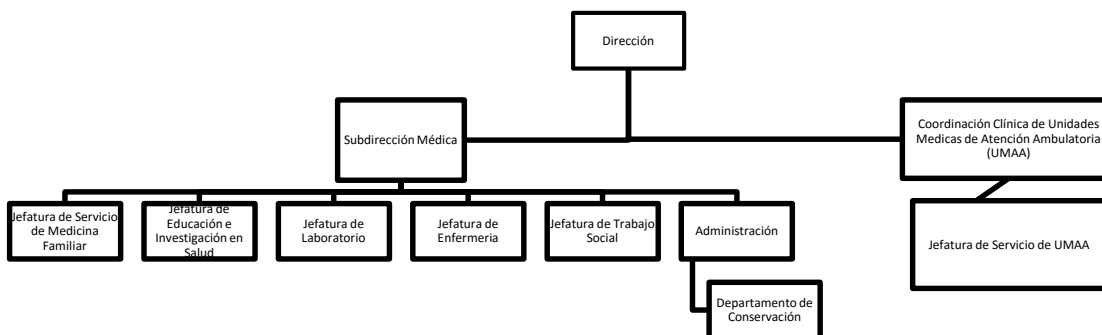 Dirección
Subdirección Médica
Coordinación Clínica de Unidades
Medicas de Atención Ambulatoria
(UMAA)
Jefatura de Servicio
de Medicina
Familiar
Jefatura de
Educación e
Investigación en
Salud
Jefatura de
Laboratorio
Jefatura de
Enfermeria
Jefatura de Trabajo
Social
Administración
Jefatura de Servicio de UMAA
Departamento de
Conservación